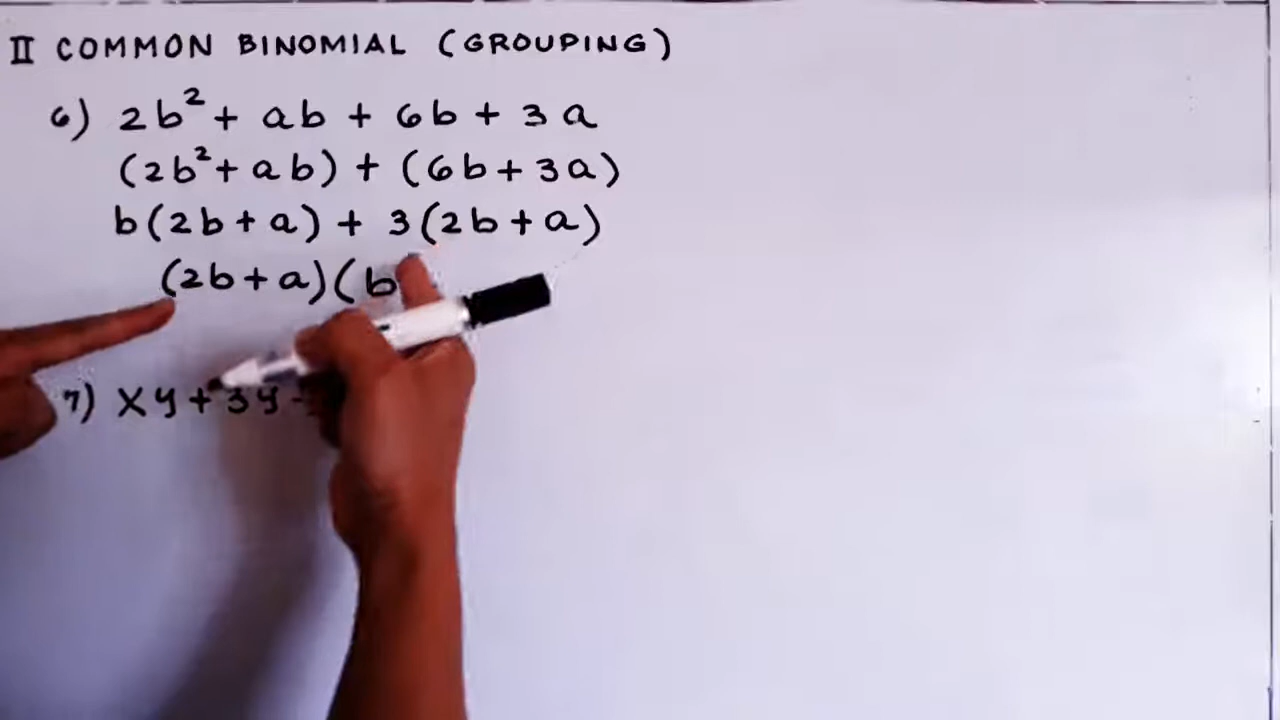 II COMMON BINOMIAL (GROUPING)
6) 2b² + ab + 6b + 3a
(2b² + ab) + (6b + 3a)
b(2b + a) + 3(2b + a)
(2b + a)(b
7) xy + 3y